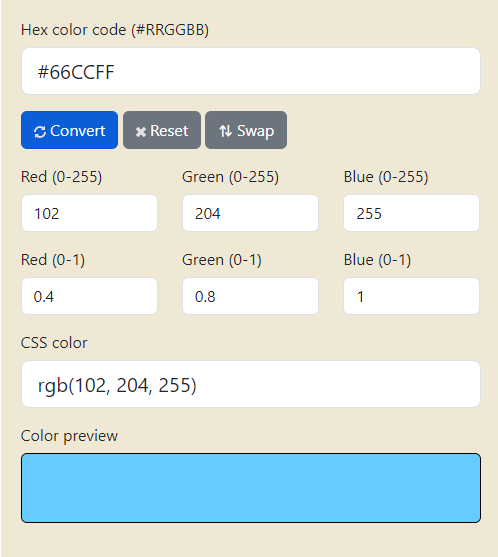 Hex color code (#RRGGBB)
#66CCFF
Convert Reset Swap
Red (0-255) Green (0-255) Blue (0-255)
102 204 255
Red (0-1) Green (0-1) Blue (0-1)
0.4 0.8 1
CSS color
rgb(102, 204, 255)
Color preview